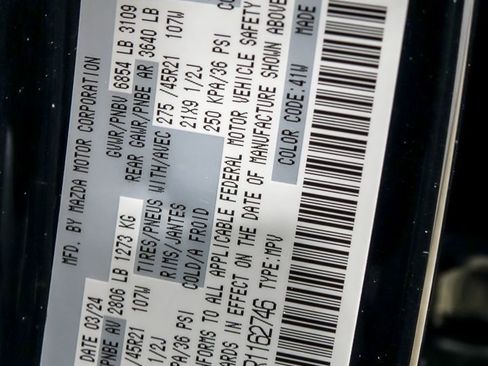 MFD. BY MAZDA MOTOR CORPORATION
DATE 03/24 GVWR/PNBV 6854 LB 3109
PNBE AV 2806 LB 1273 KG REAR GAWR/PNBE AR 3640 LB
/45R21 107W TIRES/PNEUS WITH/AVEC 275 /45R21 107W
1/2J RIMS/JANTES 21X9 1/2J
PA/36 PSI COLD/A FROID 250 KPA/36 PSI
NFORMS TO ALL APPLICABLE FEDERAL MOTOR VEHICLE SAFETY
ARDS IN EFFECT ON THE DATE OF MANUFACTURE SHOWN ABOVE
R1162746 TYPE:MPV COLOR CODE:41W MADE